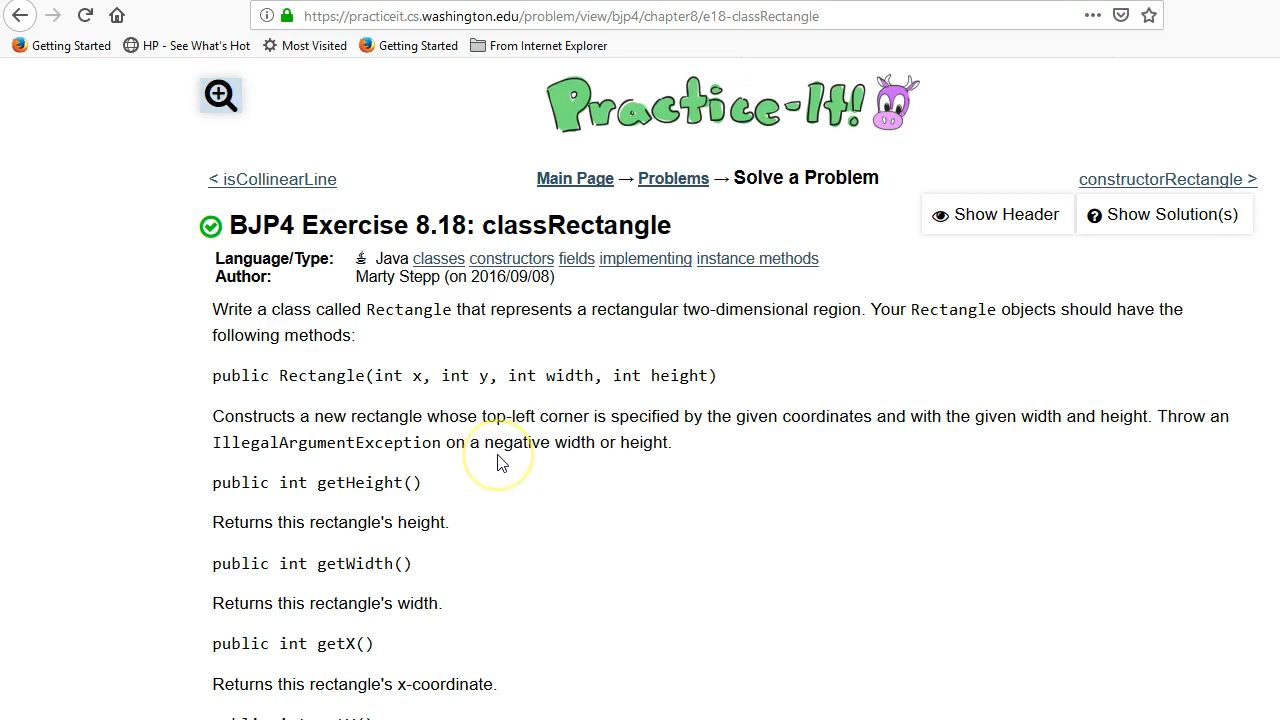 https://practiceit.cs.washington.edu/problem/view/bjp4/chapter8/e18-classRectangle
Getting Started HP - See What's Hot Most Visited Getting Started From Internet Explorer
Practice-It!
< isCollinearLine Main Page → Problems → Solve a Problem constructorRectangle >
Show Header Show Solution(s)
BJP4 Exercise 8.18: classRectangle
Language/Type: Java classes constructors fields implementing instance methods
Author: Marty Stepp (on 2016/09/08)
Write a class called Rectangle that represents a rectangular two-dimensional region. Your Rectangle objects should have the
following methods:
public Rectangle(int x, int y, int width, int height)
Constructs a new rectangle whose top-left corner is specified by the given coordinates and with the given width and height. Throw an
IllegalArgumentException on a negative width or height.
public int getHeight()
Returns this rectangle's height.
public int getWidth()
Returns this rectangle's width.
public int getX()
Returns this rectangle's x-coordinate.